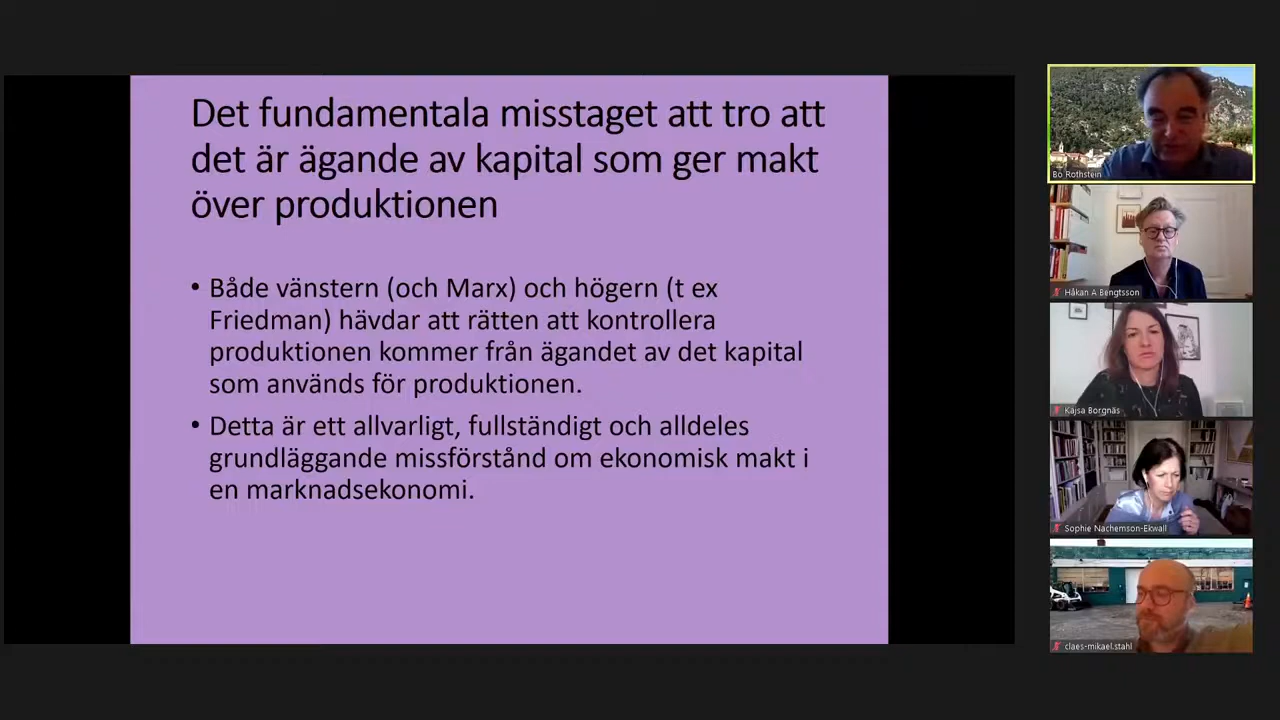 Det fundamentala misstaget att tro att
det är ägande av kapital som ger makt
över produktionen
• Både vänstern (och Marx) och högern (t ex
Friedman) hävdar att rätten att kontrollera
produktionen kommer från ägandet av det kapital
som används för produktionen.
• Detta är ett allvarligt, fullständigt och alldeles
grundläggande missförstånd om ekonomisk makt i
en marknadsekonomi.
Bo Rothstein
Håkan A Bengtsson
Kajsa Borgnäs
Sophie Nachemson-Ekwall
claes-mikael.stahl